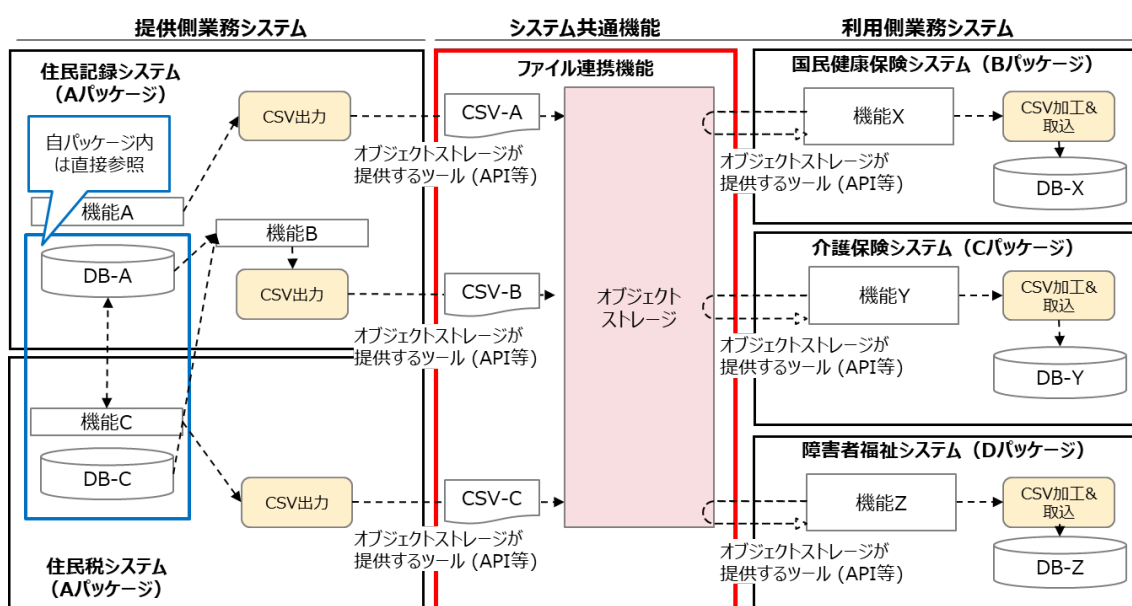 提供側業務システム
システム共通機能
利用側業務システム
住民記録システム
(Aパッケージ)
自パッケージ内
は直接参照
機能A
DB-A
CSV出力
機能B
CSV出力
オブジェクトストレージが
提供するツール (API等)
オブジェクトストレージが
提供するツール (API等)
機能C
DB-C
CSV出力
オブジェクトストレージが
提供するツール (API等)
住民税システム
(Aパッケージ)
ファイル連携機能
CSV-A
CSV-B
CSV-C
オブジェクト
ストレージ
国民健康保険システム（Bパッケージ）
機能X
CSV加工&
取込
DB-X
オブジェクトストレージが
提供するツール (API等)
介護保険システム（Cパッケージ）
機能Y
CSV加工&
取込
DB-Y
オブジェクトストレージが
提供するツール (API等)
障害者福祉システム（Dパッケージ）
機能Z
CSV加工&
取込
DB-Z
オブジェクトストレージが
提供するツール (API等)